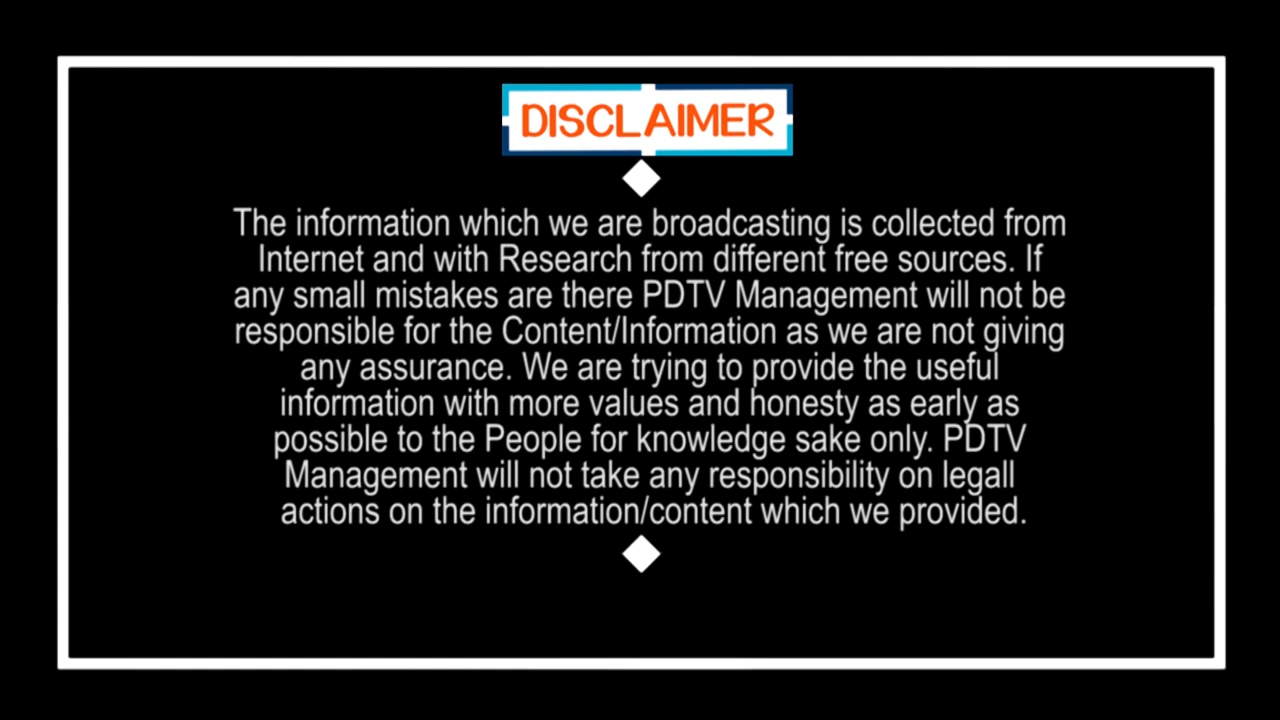 DISCLAIMER
The information which we are broadcasting is collected from
Internet and with Research from different free sources. If
any small mistakes are there PDTV Management will not be
responsible for the Content/Information as we are not giving
any assurance. We are trying to provide the useful
information with more values and honesty as early as
possible to the People for knowledge sake only. PDTV
Management will not take any responsibility on legall
actions on the information/content which we provided.